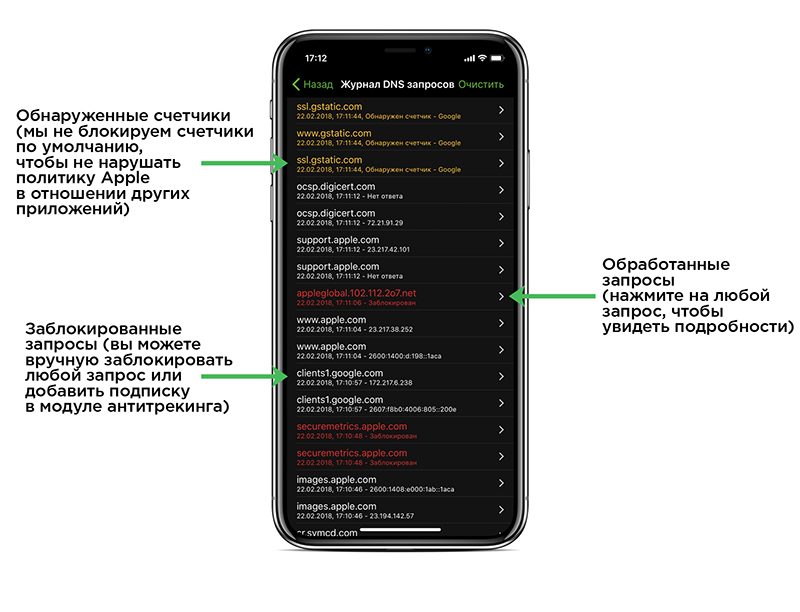 Обнаруженные счетчики
(мы не блокируем счетчики
по умолчанию,
чтобы не нарушать
политику Apple
в отношении других
приложений)
Заблокированные
запросы (вы можете
вручную заблокировать
любой запрос или
добавить подписку
в модуле антитрекинга)
17:12
Назад Журнал DNS запросов Очистить
ssl.gstatic.com
22.02.2018, 17:11:44, Обнаружен счетчик - Google
www.gstatic.com
22.02.2018, 17:11:44, Обнаружен счетчик - Google
ssl.gstatic.com
22.02.2018, 17:11:44, Обнаружен счетчик - Google
ocsp.digicert.com
22.02.2018, 17:11:12 - Нет ответа
ocsp.digicert.com
22.02.2018, 17:11:12 - 72.21.91.29
support.apple.com
22.02.2018, 17:11:12 - 23.217.42.101
support.apple.com
22.02.2018, 17:11:12 - Нет ответа
appleglobal.102.112.2o7.net
22.02.2018, 17:11:06 - Заблокирован
www.apple.com
22.02.2018, 17:11:04 - 23.217.38.252
www.apple.com
22.02.2018, 17:11:04 - 2600:1400:d:198::1aca
clients1.google.com
22.02.2018, 17:10:57 - 172.217.6.238
clients1.google.com
22.02.2018, 17:10:57 - 2607:f8b0:4006:805::200e
securemetrics.apple.com
22.02.2018, 17:10:48 - Заблокирован
securemetrics.apple.com
22.02.2018, 17:10:48 - Заблокирован
images.apple.com
22.02.2018, 17:10:46 - 2600:1408:e000:1ab::1aca
images.apple.com
22.02.2018, 17:10:46 - 23.194.142.57
sr.symcd.com
Обработанные
запросы
(нажмите на любой
запрос, чтобы
увидеть подробности)